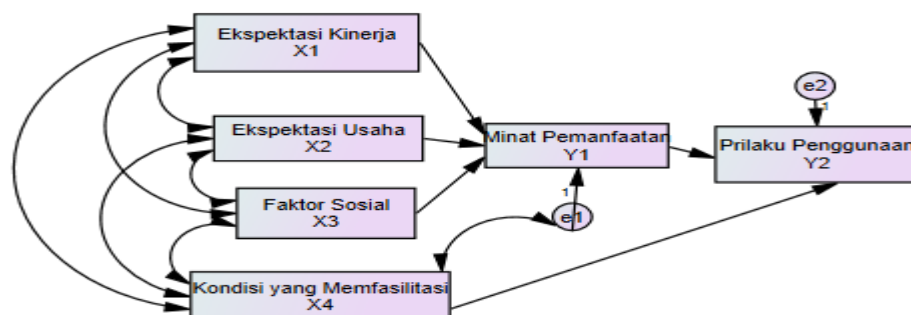 Ekspektasi Kinerja
X1
Ekspektasi Usaha
X2
Faktor Sosial
X3
Kondisi yang Memfasilitasi
X4
Minat Pemanfaatan
Y1
1
e1
e2
1
Prilaku Penggunaan
Y2